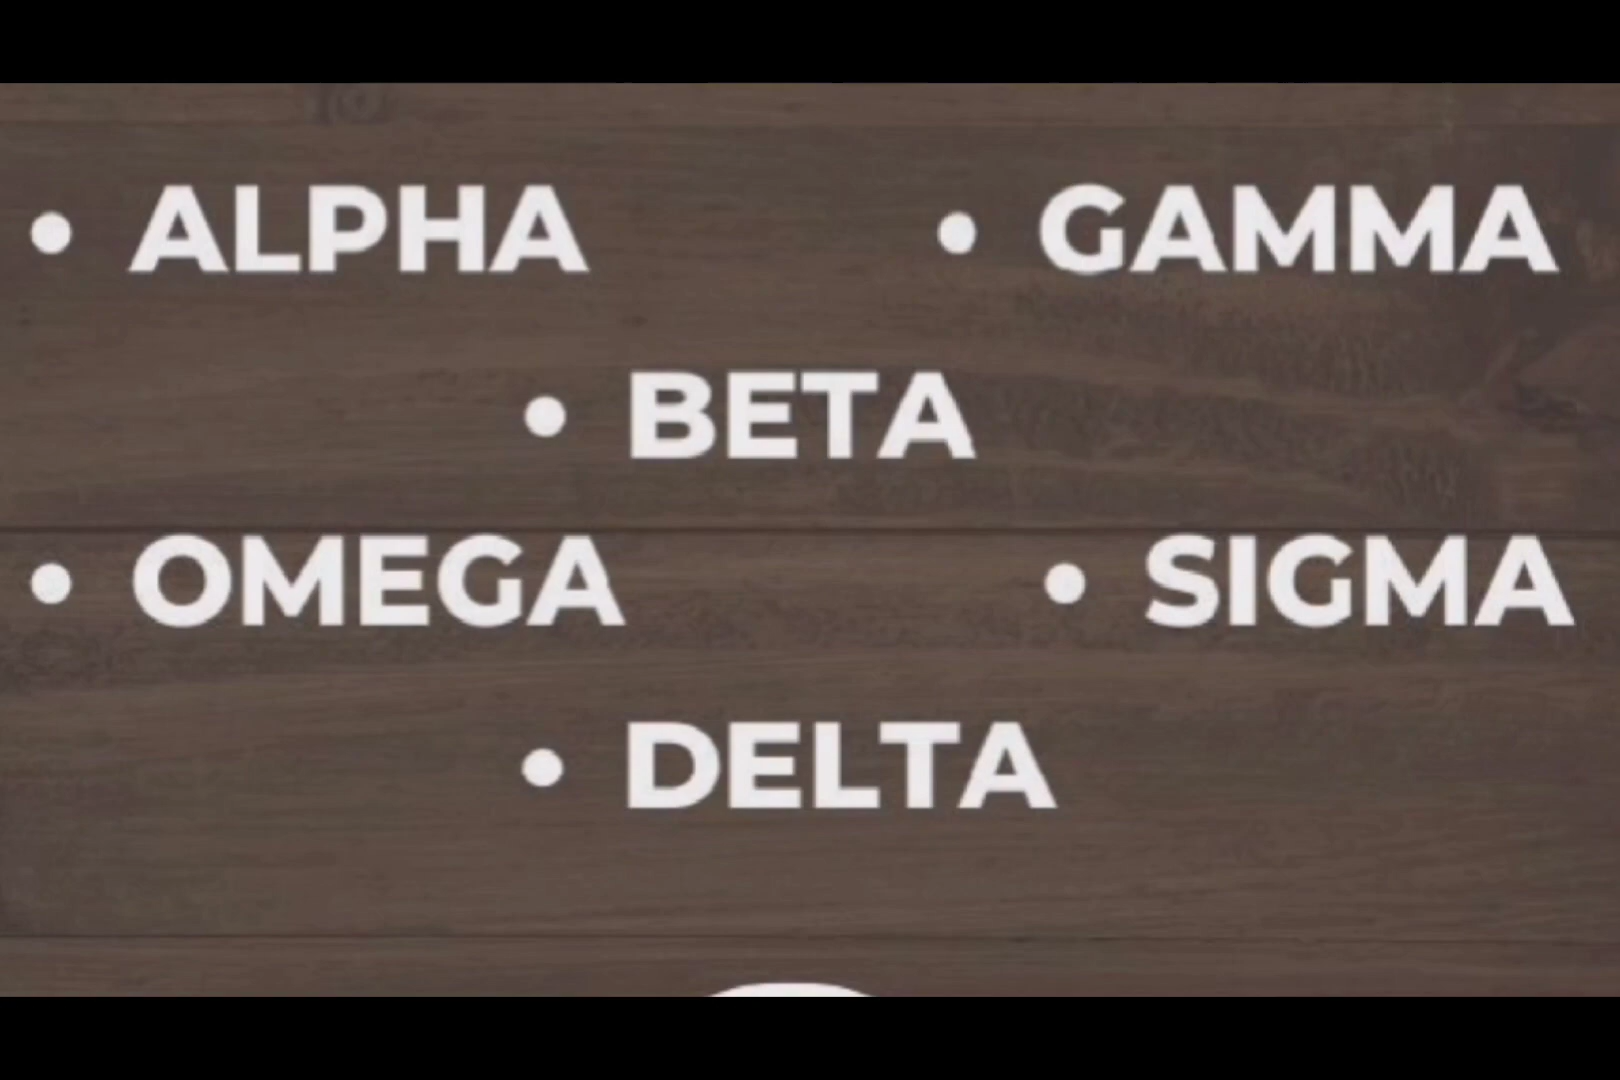 • ALPHA • GAMMA
• BETA
• OMEGA • SIGMA
• DELTA